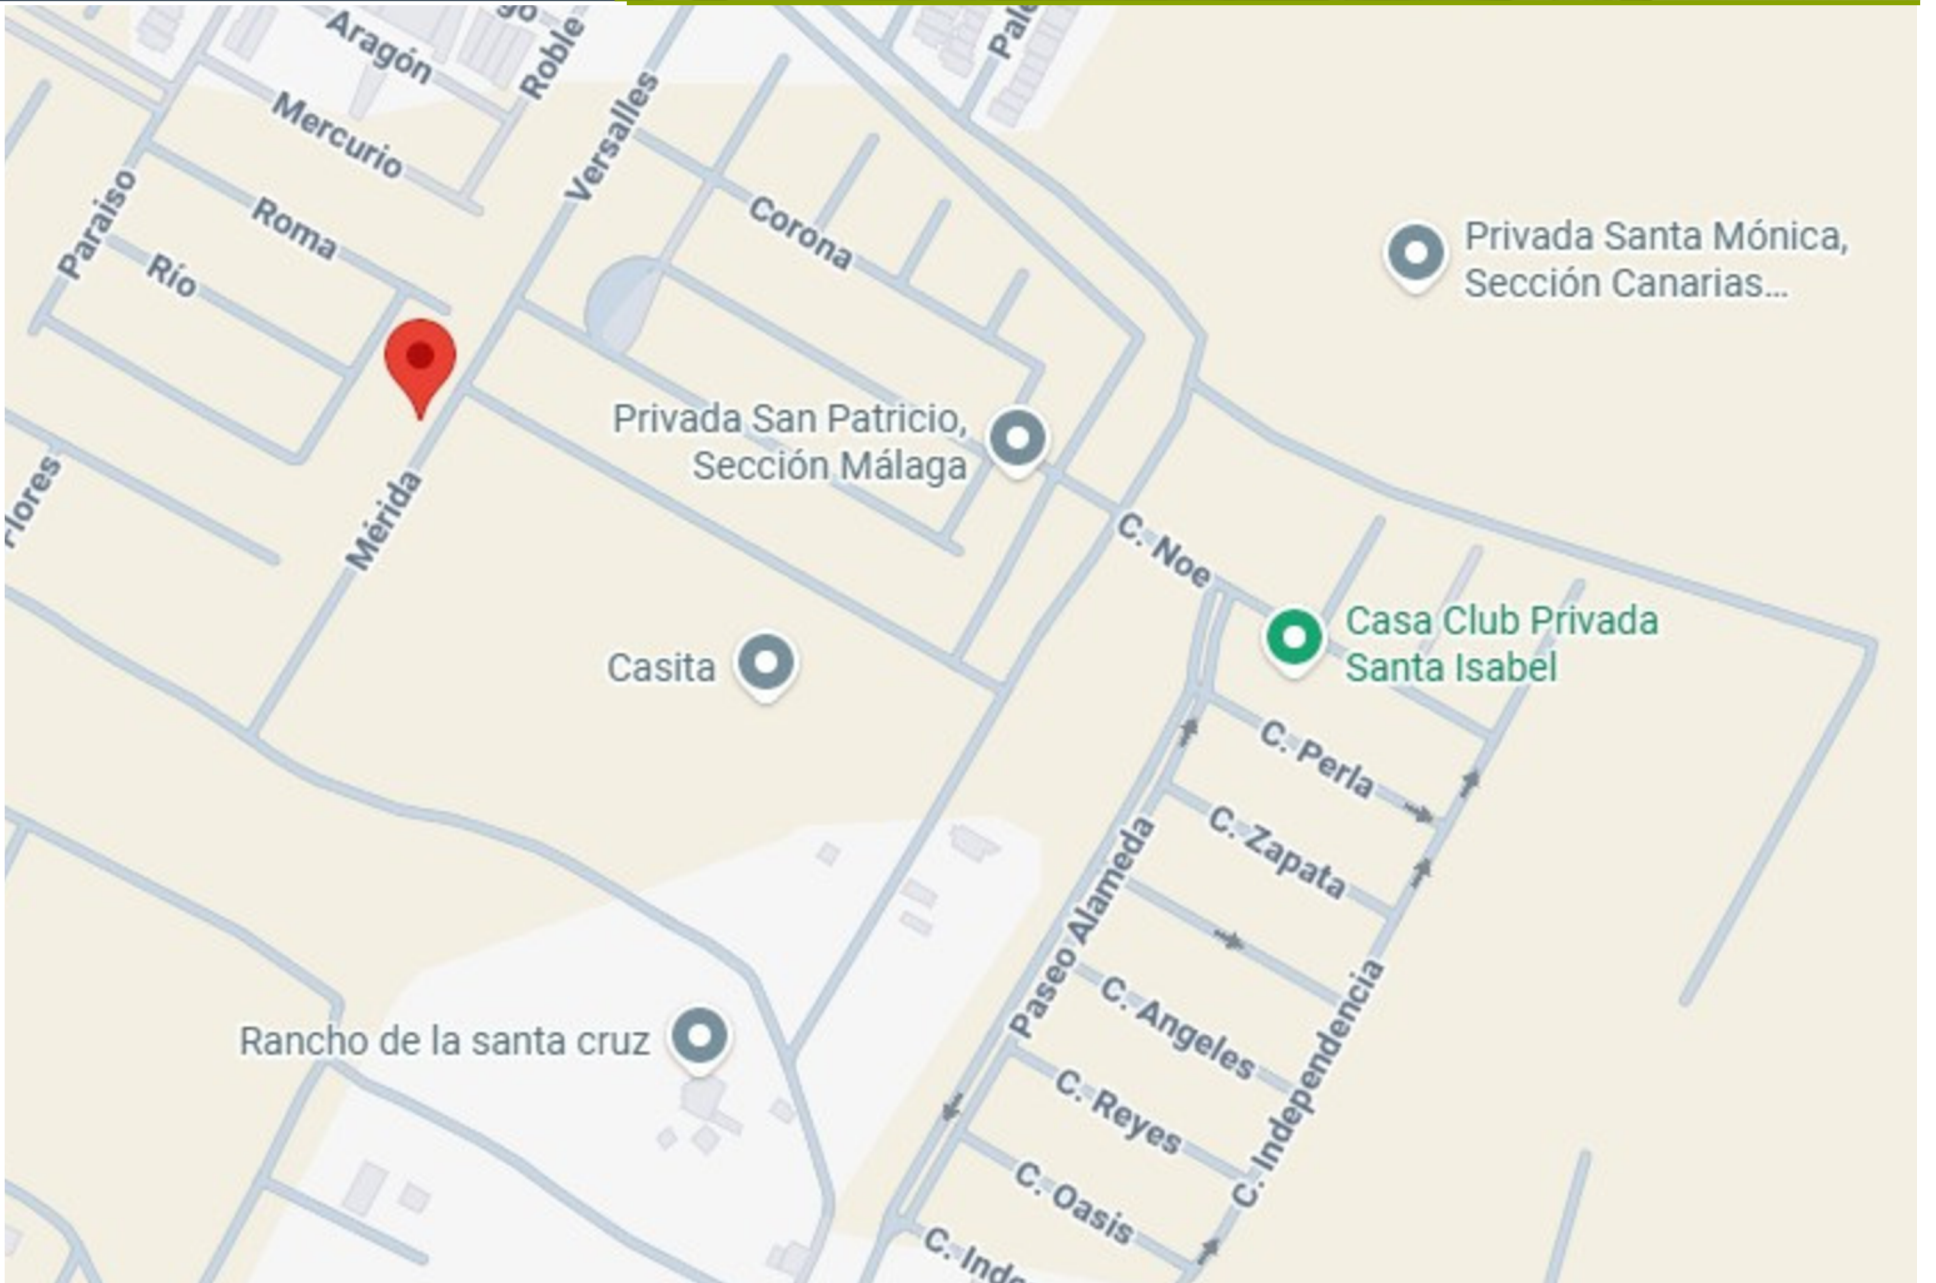 Aragón
Roble
Mercurio
Versalles
Paraiso
Roma
Río
Corona
Privada Santa Mónica,
Sección Canarias...
Privada San Patricio,
Sección Málaga
Mérida
C. Noe
Casa Club Privada
Santa Isabel
Casita
C. Perla
C. Zapata
Paseo Alameda
C. Angeles
C. Independencia
Rancho de la santa cruz
C. Reyes
C. Oasis